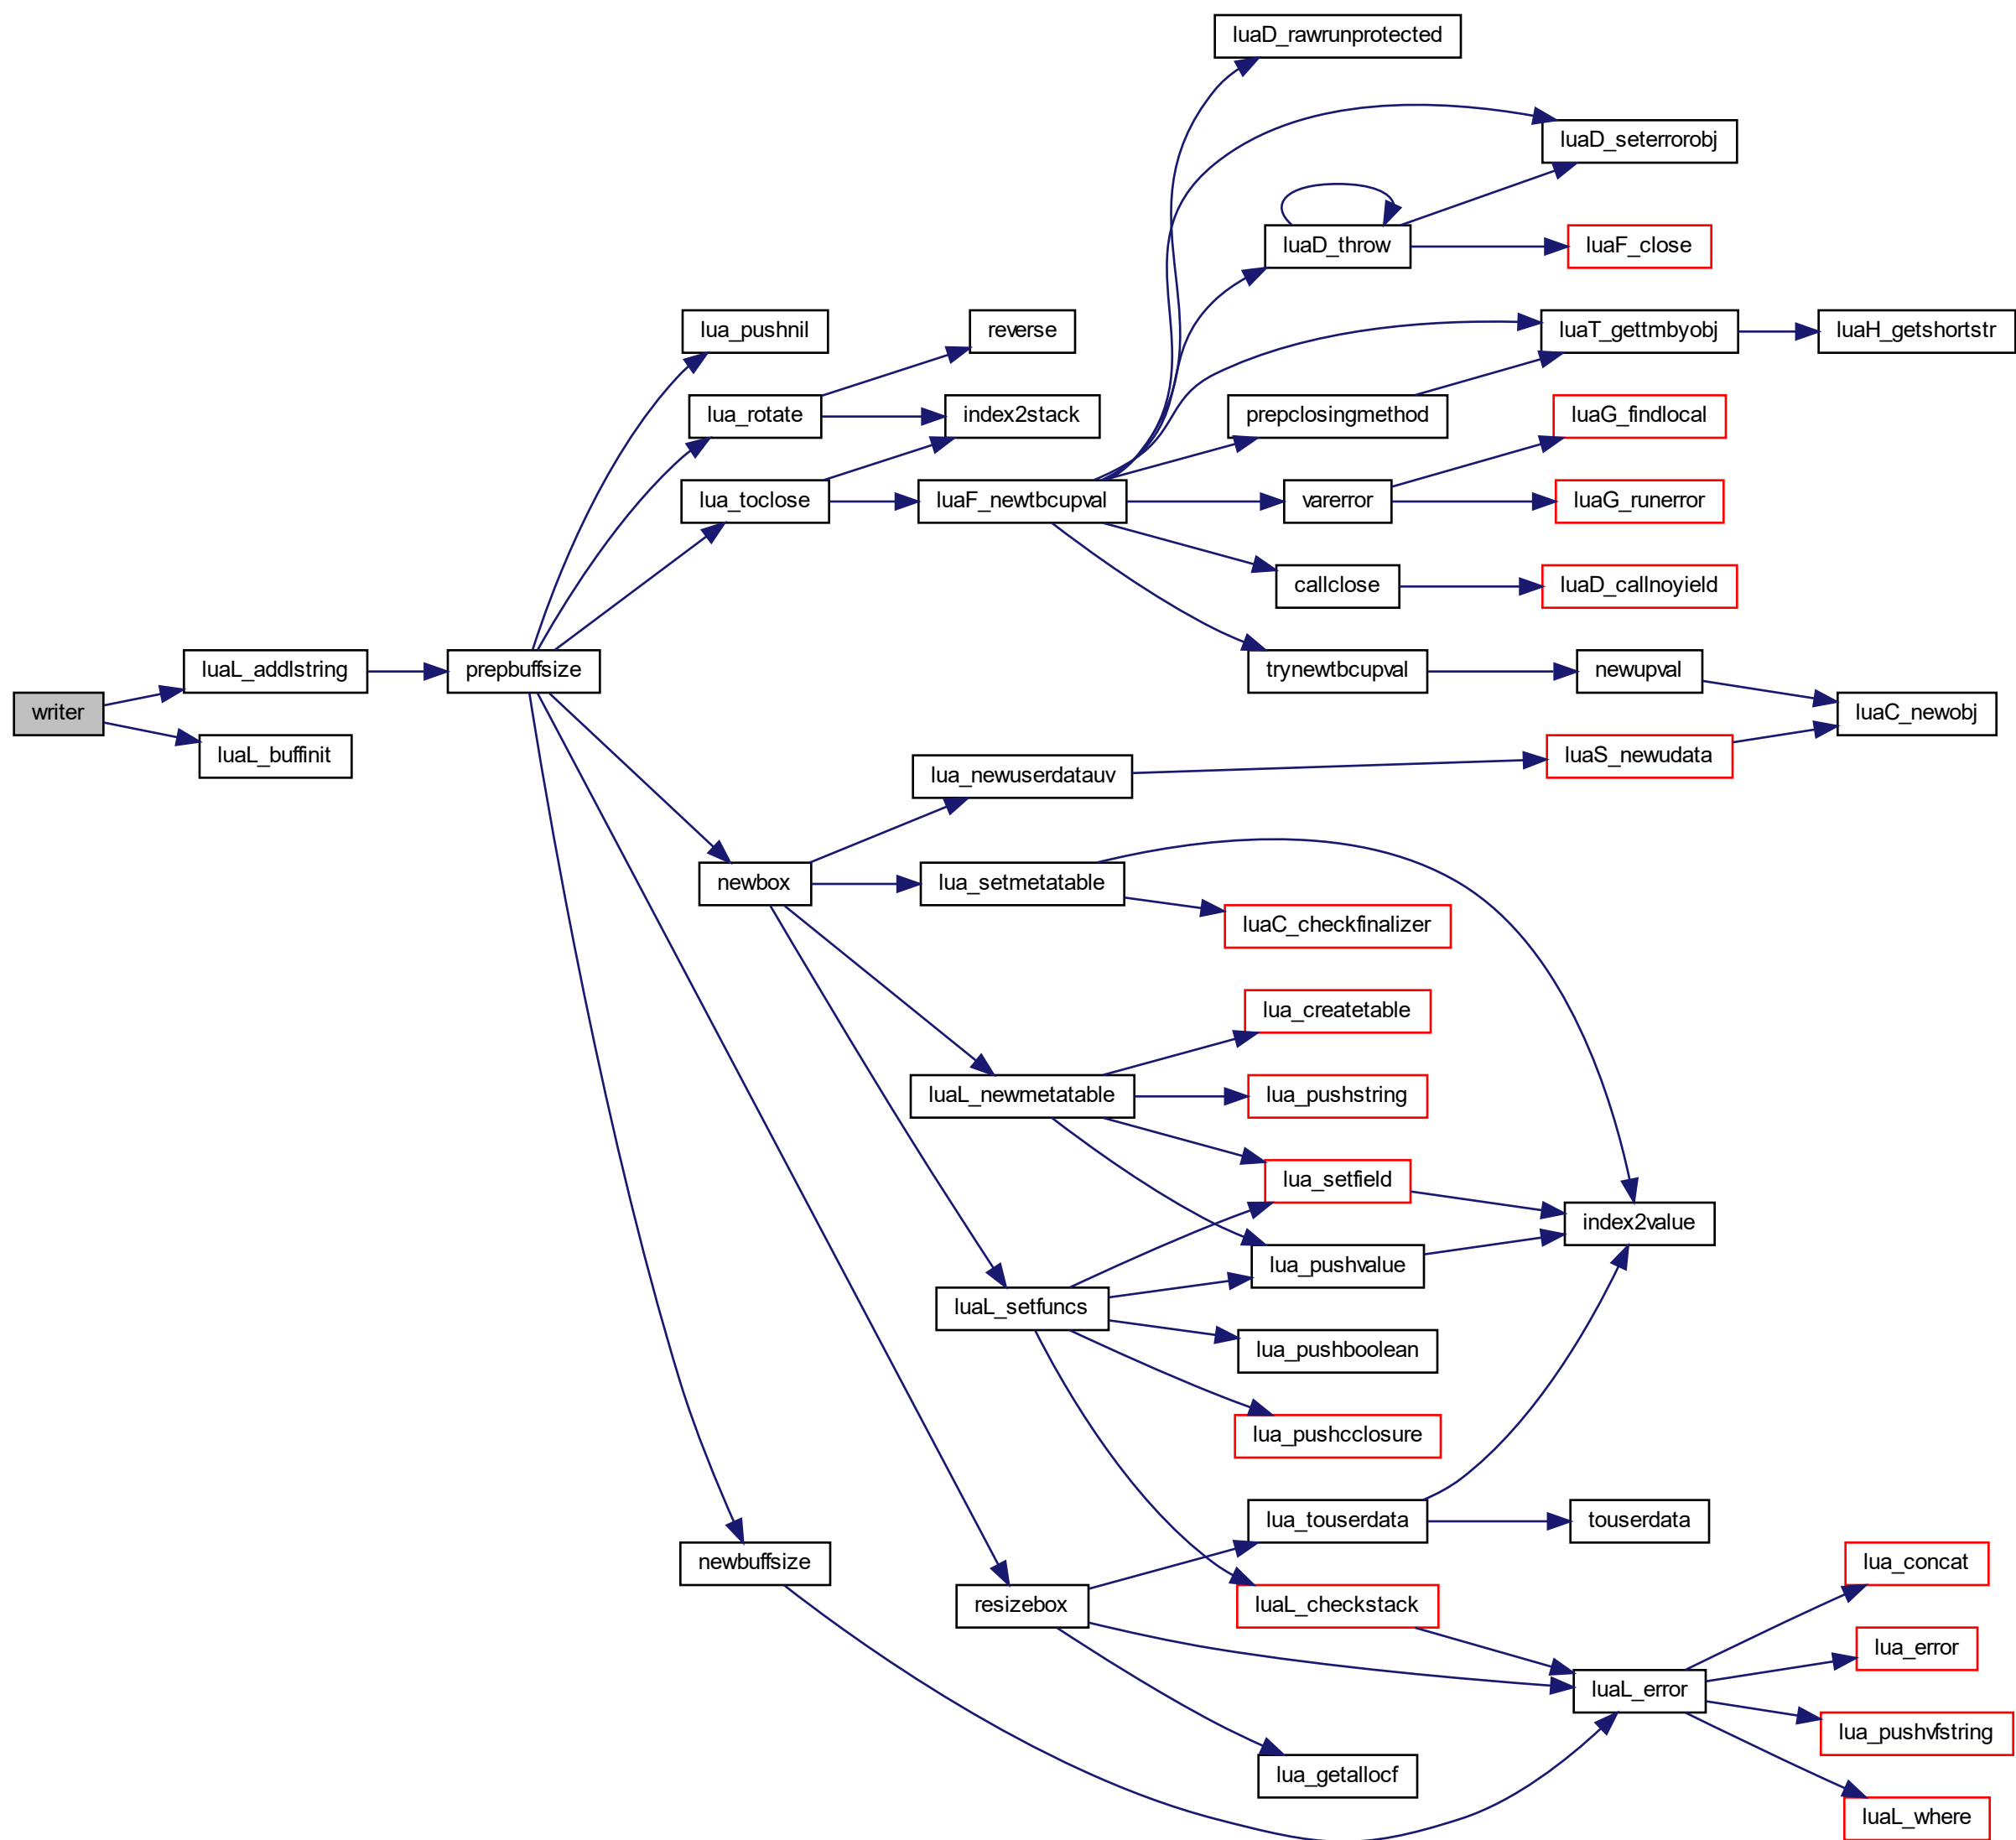 luaD_rawrunprotected
luaD_seterrorobj
luaD_throw
luaF_close
lua_pushnil
reverse
luaT_gettmbyobj
luaH_getshortstr
lua_rotate
index2stack
prepclosingmethod
luaG_findlocal
lua_toclose
luaF_newtbcupval
varerror
luaG_runerror
callclose
luaD_callnoyield
luaL_addlstring
prepbuffsize
trynewtbcupval
newupval
writer
luaC_newobj
luaL_buffinit
lua_newuserdatauv
luaS_newudata
newbox
lua_setmetatable
luaC_checkfinalizer
lua_createtable
luaL_newmetatable
lua_pushstring
lua_setfield
index2value
lua_pushvalue
luaL_setfuncs
lua_pushboolean
lua_pushcclosure
lua_touserdata
touserdata
newbuffsize
lua_concat
resizebox
luaL_checkstack
lua_error
luaL_error
lua_pushvfstring
lua_getallocf
luaL_where